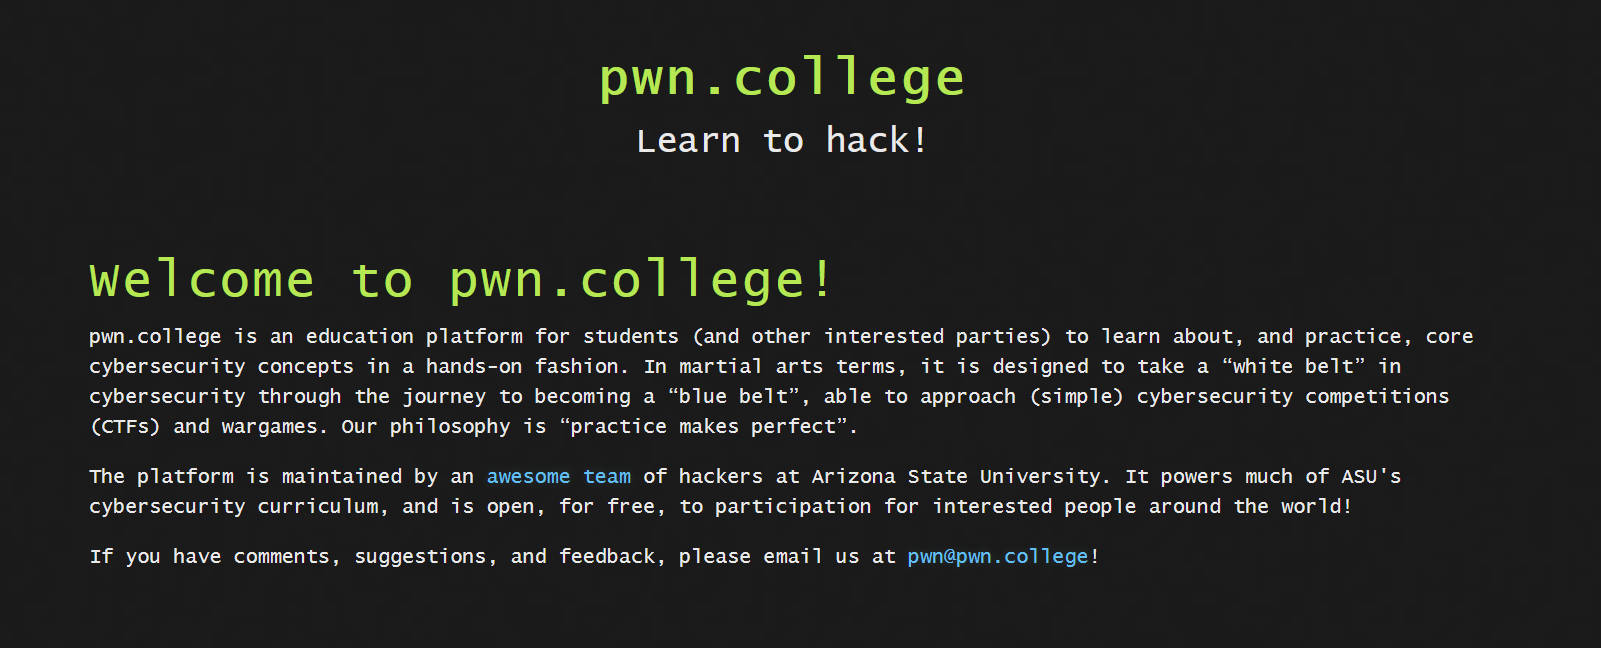 pwn.college
Learn to hack!
Welcome to pwn.college!
pwn.college is an education platform for students (and other interested parties) to learn about, and practice, core
cybersecurity concepts in a hands-on fashion. In martial arts terms, it is designed to take a “white belt” in
cybersecurity through the journey to becoming a “blue belt”, able to approach (simple) cybersecurity competitions
(CTFs) and wargames. Our philosophy is “practice makes perfect”.
The platform is maintained by an awesome team of hackers at Arizona State University. It powers much of ASU's
cybersecurity curriculum, and is open, for free, to participation for interested people around the world!
If you have comments, suggestions, and feedback, please email us at pwn@pwn.college!